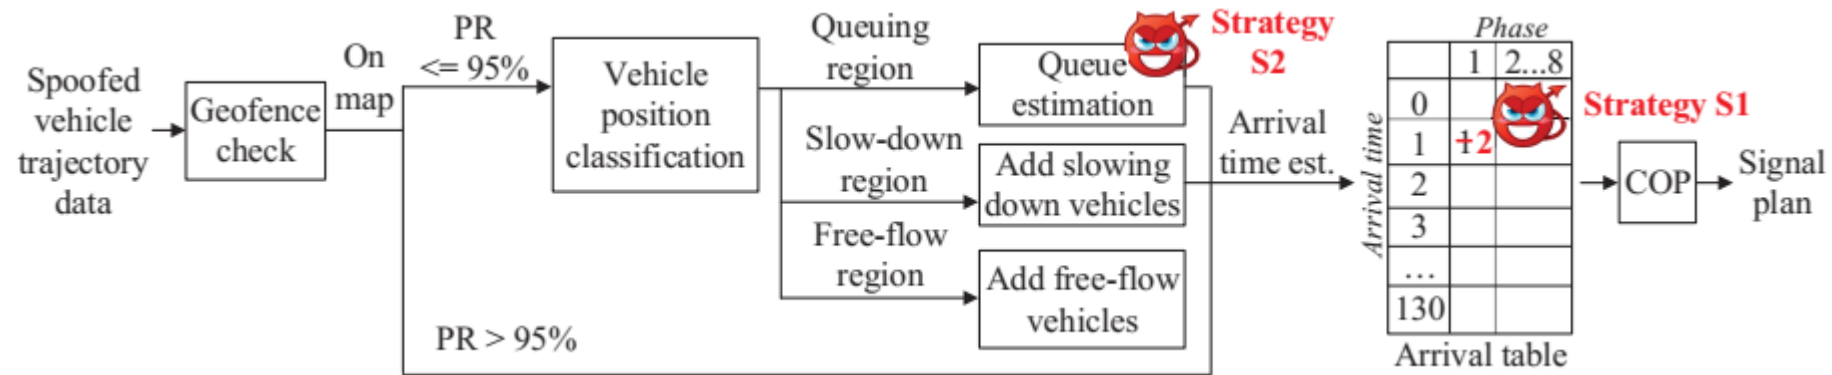 Spoofed
vehicle
trajectory
data
Geofence
check
On
map
PR
<= 95%
PR > 95%
Vehicle
position
classification
Queuing
region
Slow-down
region
Free-flow
region
Queue
estimation
Add slowing
down vehicles
Add free-flow
vehicles
Strategy
S2
Arrival
time est.
Phase
1 2...8
Arrival time
0
1 1 2
2
3
...
130
Arrival table
Strategy S1
COP
Signal
plan